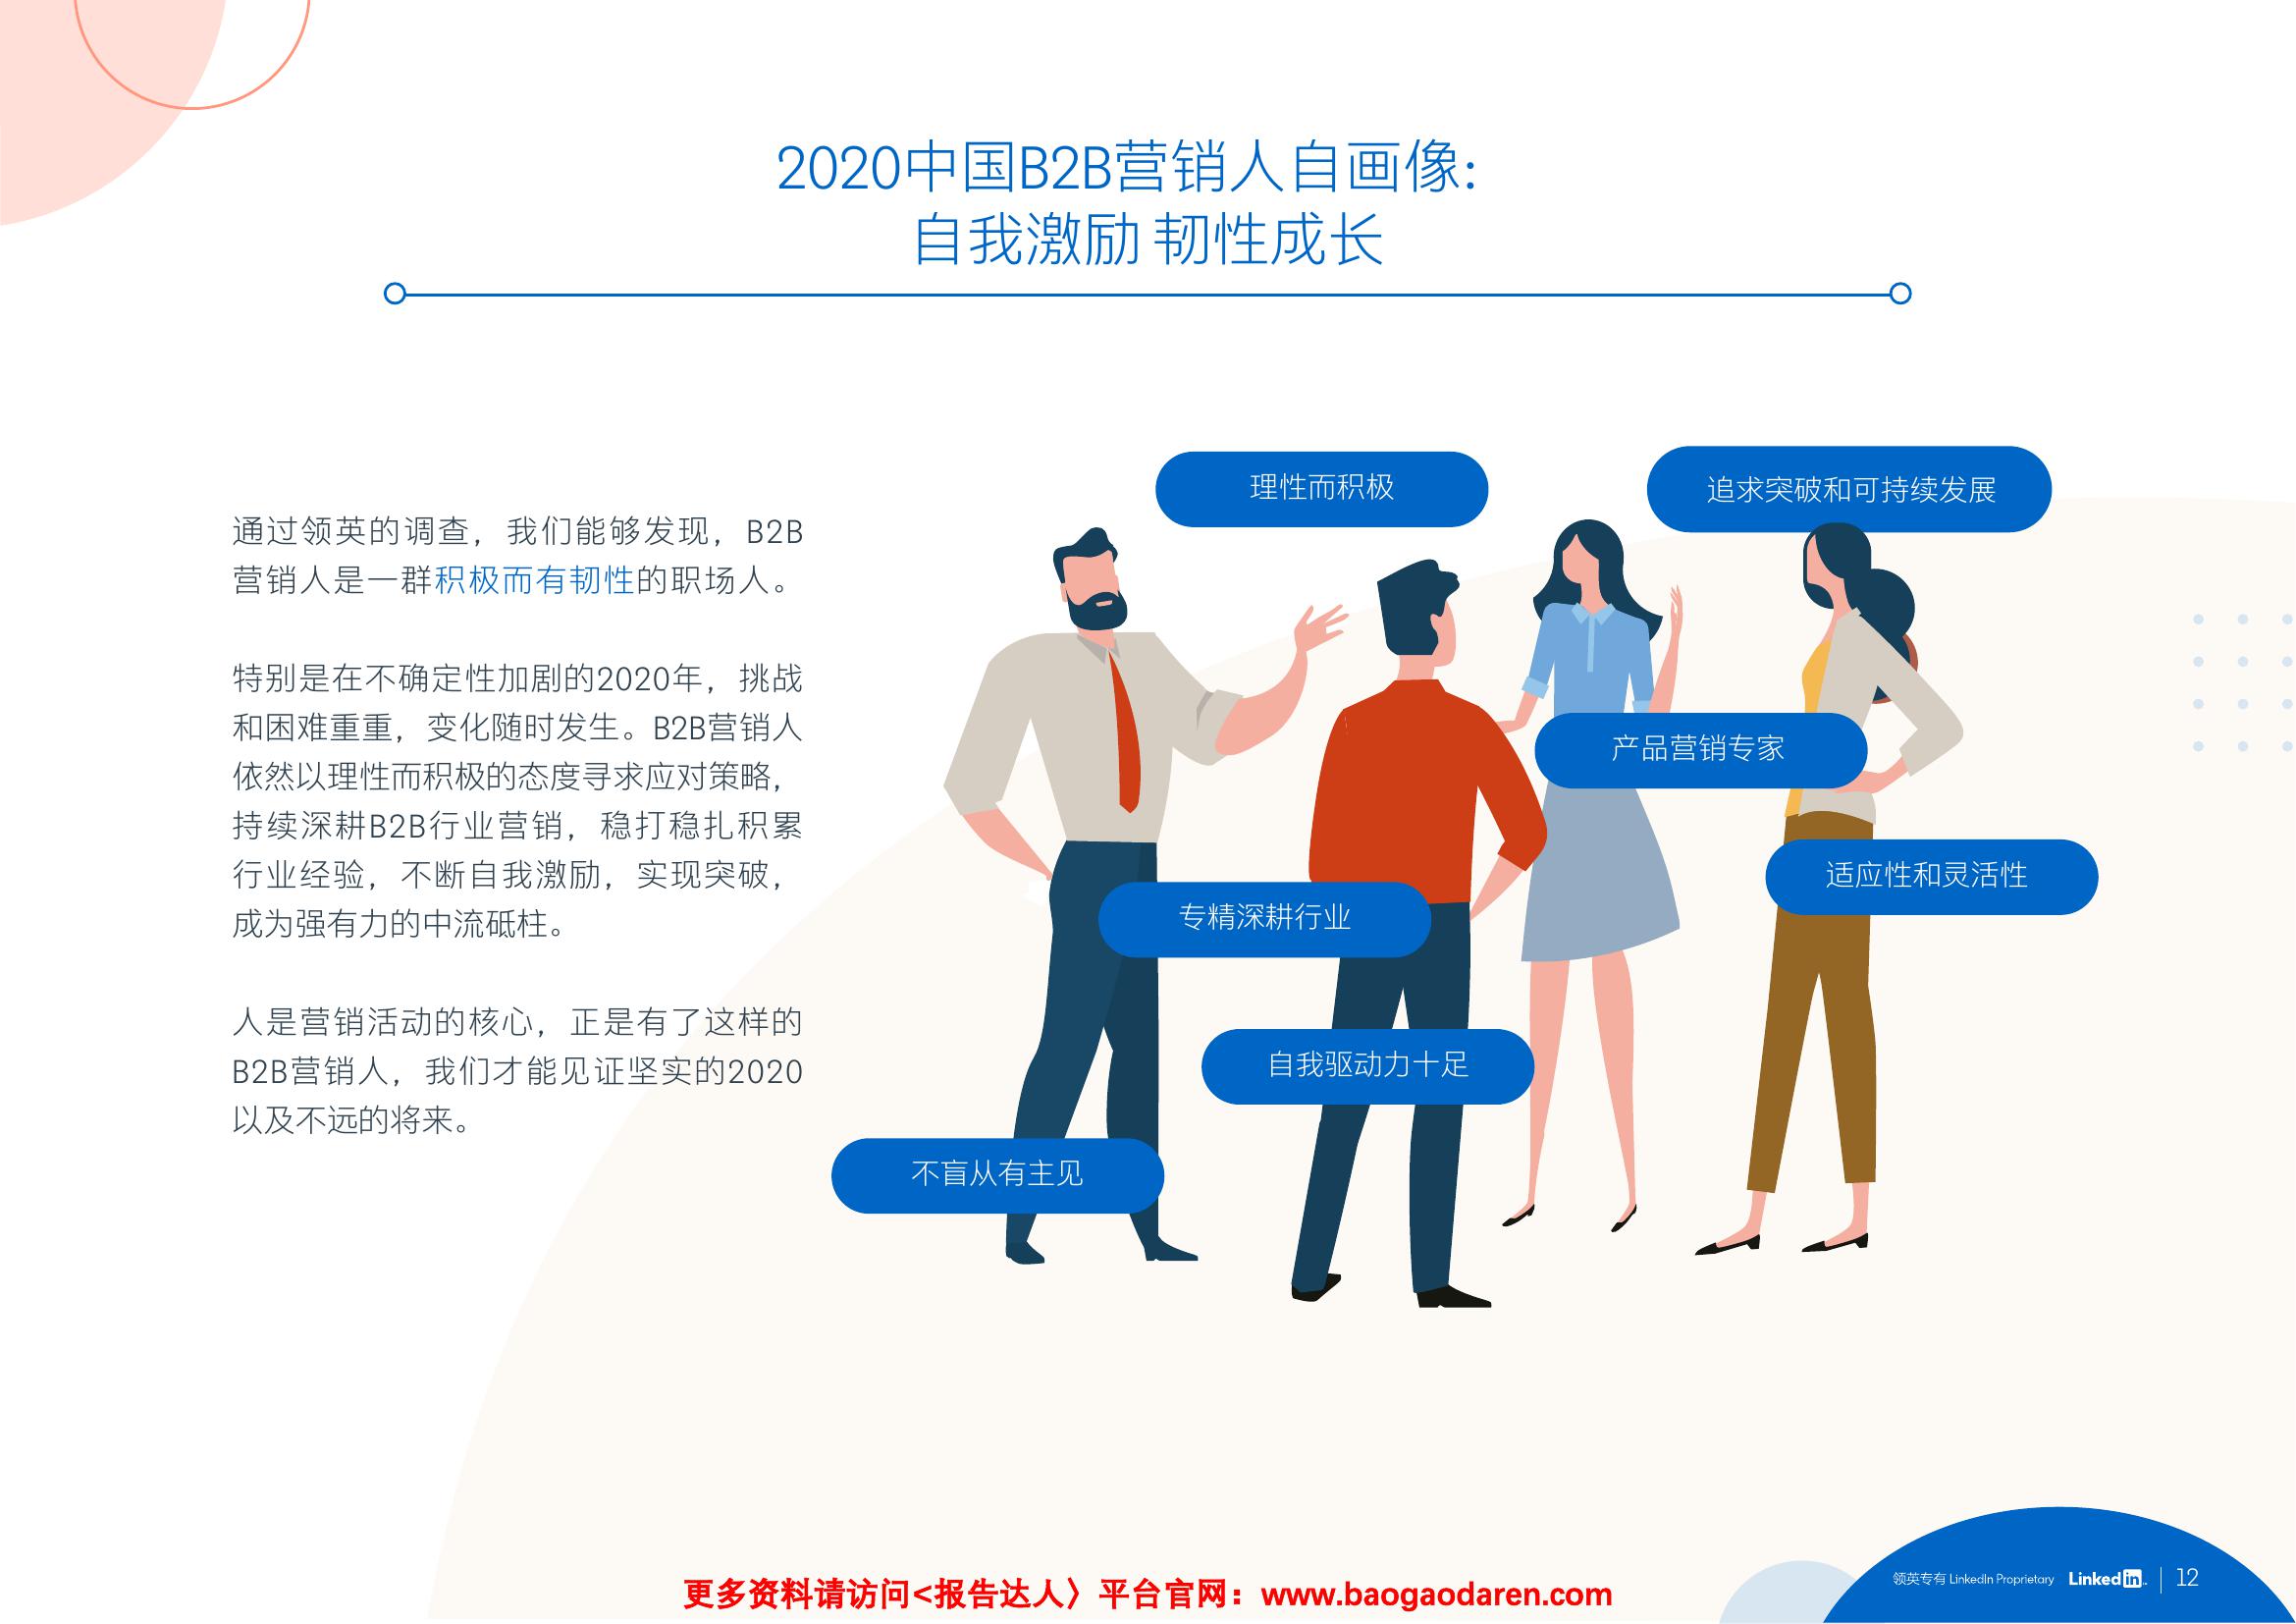 2020中国B2B营销人自画像:
自我激励 韧性成长
通过领英的调查，我们能够发现，B2B
营销人是一群积极而有韧性的职场人。
特别是在不确定性加剧的2020年，挑战
和困难重重，变化随时发生。B2B营销人
依然以理性而积极的态度寻求应对策略，
持续深耕B2B行业营销，稳打稳扎积累
行业经验，不断自我激励，实现突破，
成为强有力的中流砥柱。
人是营销活动的核心，正是有了这样的
B2B营销人，我们才能见证坚实的2020
以及不远的将来。
理性而积极
追求突破和可持续发展
产品营销专家
适应性和灵活性
专精深耕行业
自我驱动力十足
不盲从有主见
更多资料请访问<报告达人〉平台官网：www.baogaodaren.com
领英专有 LinkedIn Proprietary LinkedIn | 12